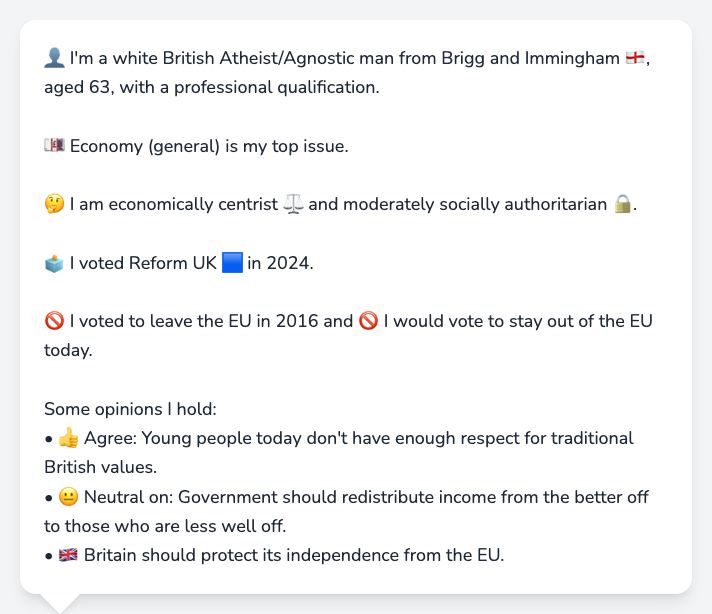 👤 I'm a white British Atheist/Agnostic man from Brigg and Immingham 🏴󠁧󠁢󠁥󠁮󠁧󠁿,
aged 63, with a professional qualification.
💷 Economy (general) is my top issue.
🤔 I am economically centrist ⚖️ and moderately socially authoritarian 🔒.
🗳️ I voted Reform UK 🟦 in 2024.
🚫 I voted to leave the EU in 2016 and 🚫 I would vote to stay out of the EU
today.
Some opinions I hold:
• 👍 Agree: Young people today don't have enough respect for traditional
British values.
• 😐 Neutral on: Government should redistribute income from the better off
to those who are less well off.
• 🇬🇧 Britain should protect its independence from the EU.